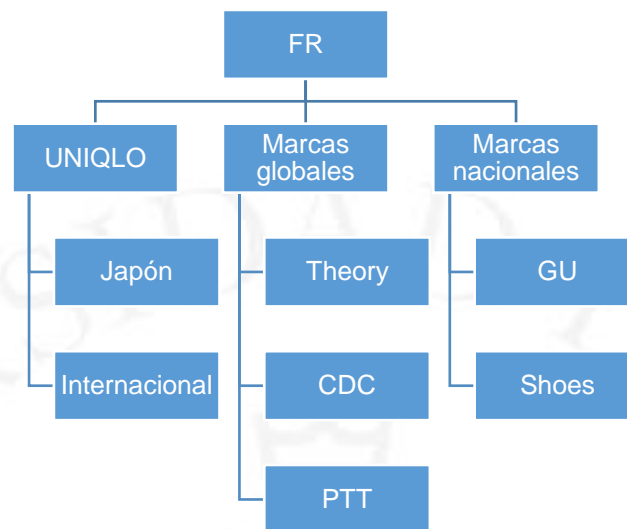 FR
UNIQLO
Marcas
globales
Marcas
nacionales
Japón
Theory
GU
Internacional
CDC
Shoes
PTT